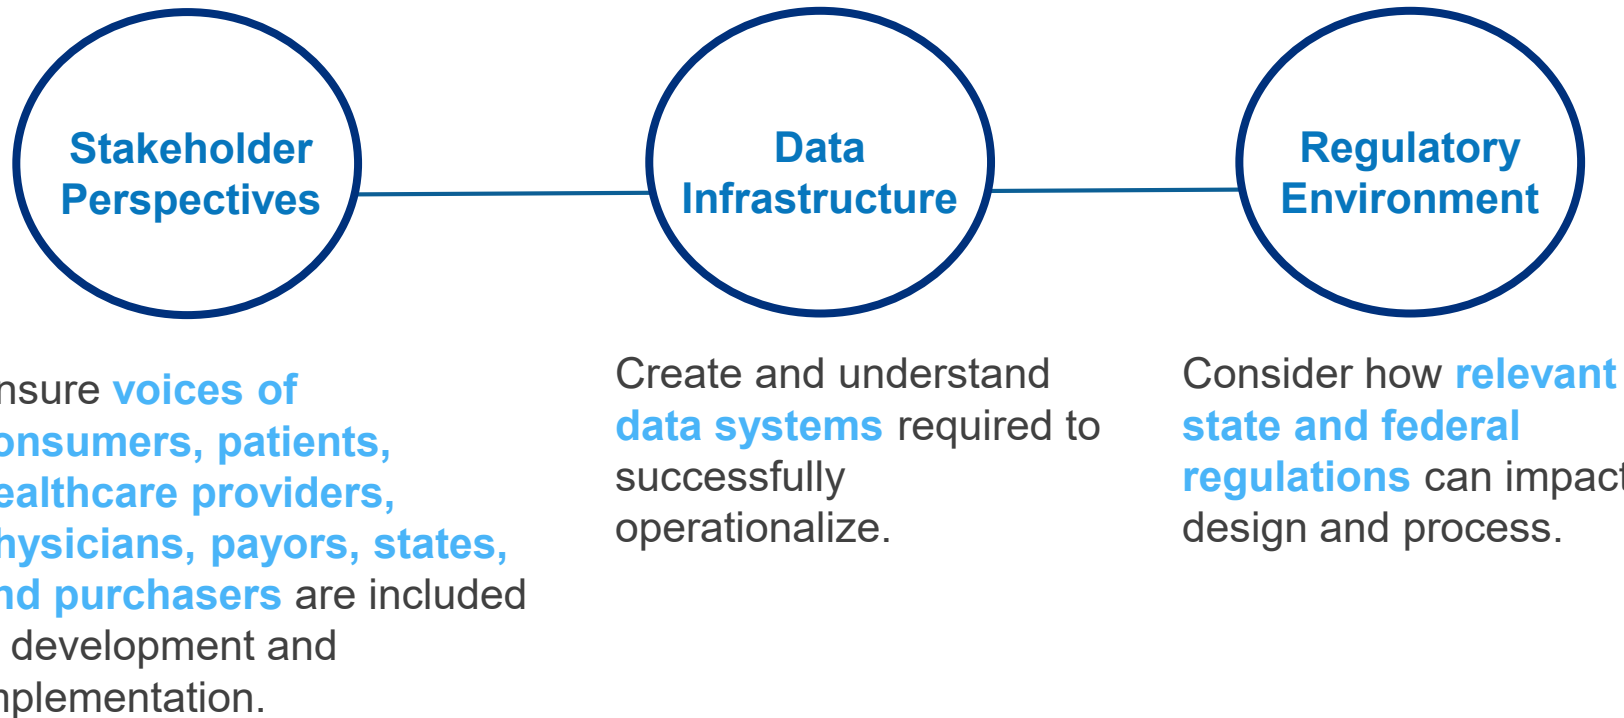 Stakeholder
Perspectives
Data
Infrastructure
Regulatory
Environment
nsure voices of
onsumers, patients,
ealthcare providers,
hysicians, payors, states,
nd purchasers are included
development and
mplementation.
Create and understand
data systems required to
successfully
operationalize.
Consider how relevant
state and federal
regulations can impact
design and process.